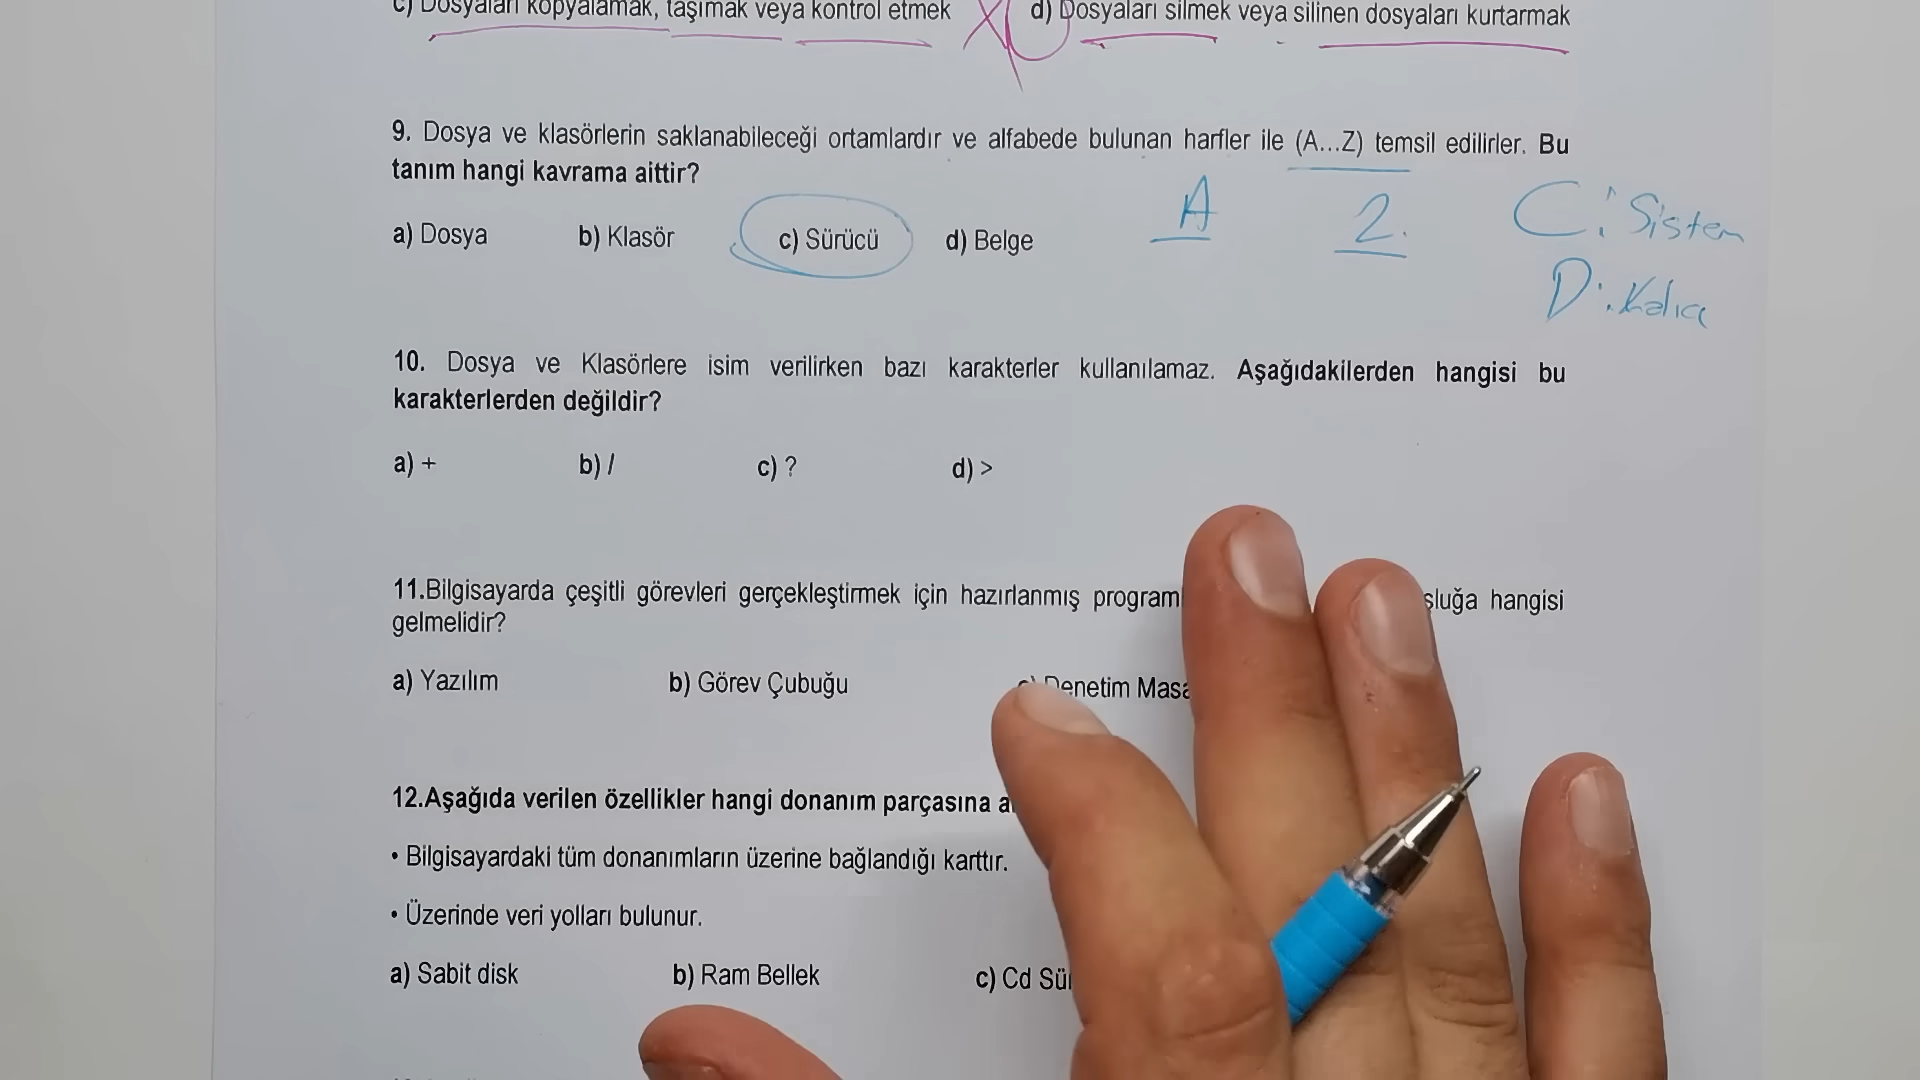 c) Dosyaları kopyalamak, taşımak veya kontrol etmek d) Dosyaları silmek veya silinen dosyaları kurtarmak
9. Dosya ve klasörlerin saklanabileceği ortamlardır ve alfabede bulunan harfler ile (A...Z) temsil edilirler. Bu
tanım hangi kavrama aittir?
a) Dosya b) Klasör c) Sürücü d) Belge
A 2. C: Sistem
D: Kalıcı
10. Dosya ve Klasörlere isim verilirken bazı karakterler kullanılamaz. Aşağıdakilerden hangisi bu
karakterlerden değildir?
a) + b) / c) ? d) >
11.Bilgisayarda çeşitli görevleri gerçekleştirmek için hazırlanmış program sluğa hangisi
gelmelidir?
a) Yazılım b) Görev Çubuğu c) Denetim Masa
12.Aşağıda verilen özellikler hangi donanım parçasına a
• Bilgisayardaki tüm donanımların üzerine bağlandığı karttır.
• Üzerinde veri yolları bulunur.
a) Sabit disk b) Ram Bellek c) Cd Sü